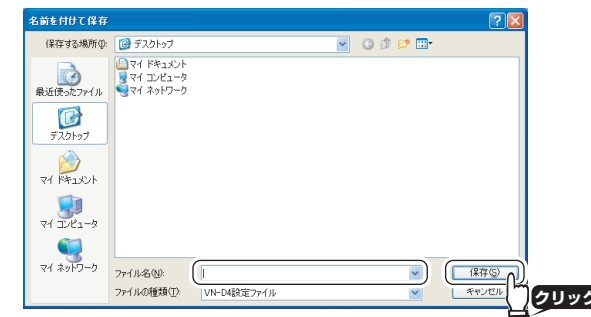 名前を付けて保存
保存する場所(I):
デスクトップ
マイ ドキュメント
マイ コンピュータ
マイ ネットワーク
最近使ったファイル
デスクトップ
マイ ドキュメント
マイ コンピュータ
マイ ネットワーク
ファイル名(N):
保存(S)
ファイルの種類(T):
VN-D4設定ファイル
キャンセル
クリック